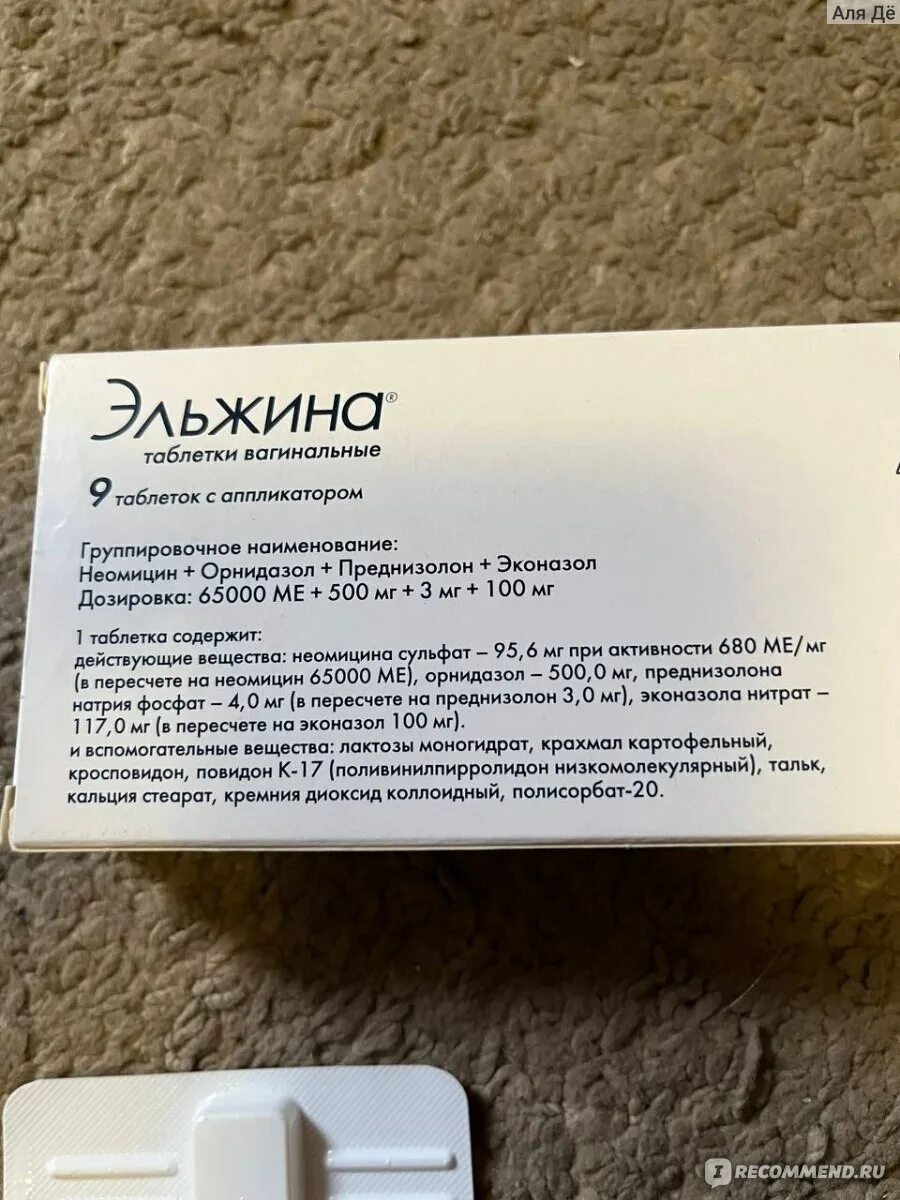 Аля Дё
Эльжина®
таблетки вагинальные
9 таблеток с аппликатором
Группировочное наименование:
Неомицин + Орнидазол + Преднизолон + Эконазол
Дозировка: 65000 МЕ + 500 мг + 3 мг + 100 мг
1 таблетка содержит:
действующие вещества: неомицина сульфат – 95,6 мг при активности 680 МЕ/мг
(в пересчете на неомицин 65000 МЕ), орнидазол – 500,0 мг, преднизолона
натрия фосфат – 4,0 мг (в пересчете на преднизолон 3,0 мг), эконазола нитрат –
117,0 мг (в пересчете на эконазол 100 мг).
и вспомогательные вещества: лактозы моногидрат, крахмал картофельный,
кросповидон, повидон К-17 (поливинилпирролидон низкомолекулярный), тальк,
кальция стеарат, кремния диоксид коллоидный, полисорбат-20.
IRECOMMEND.RU